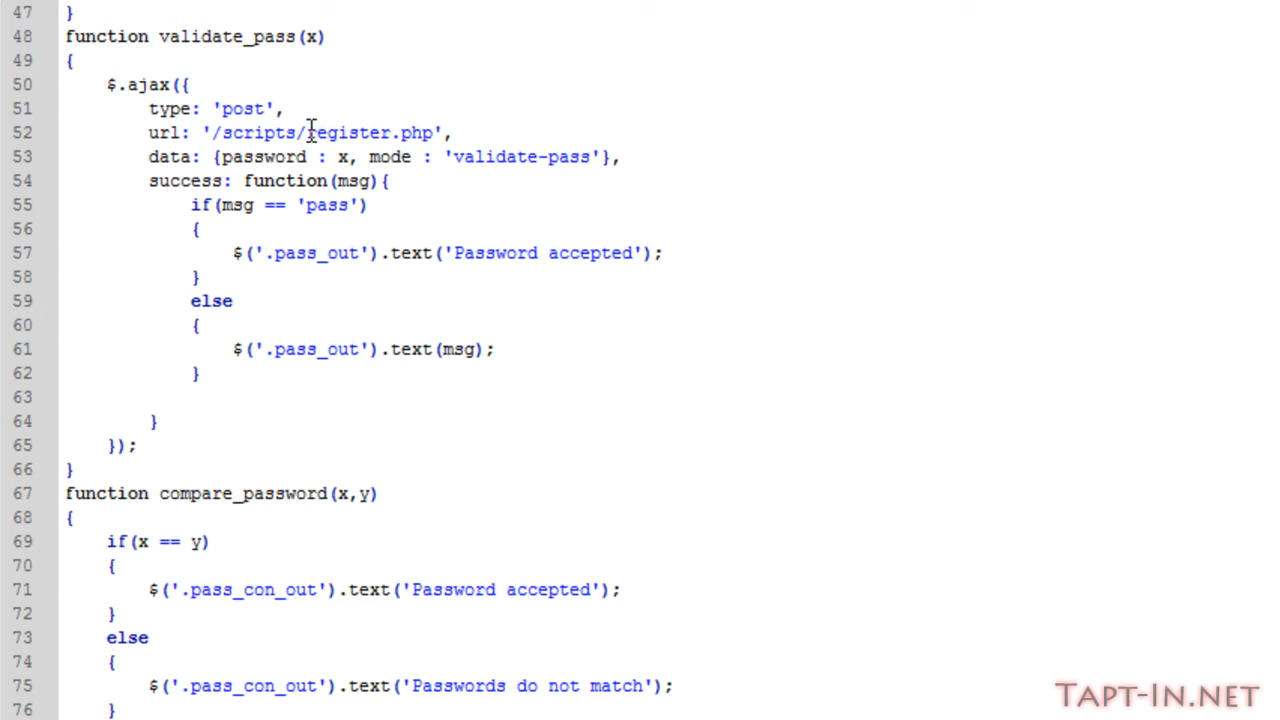 47 }
48 function validate_pass(x)
49 {
50 $.ajax({
51 type: 'post',
52 url: '/scripts/register.php',
53 data: {password : x, mode : 'validate-pass'},
54 success: function(msg){
55 if(msg == 'pass')
56 {
57 $('.pass_out').text('Password accepted');
58 }
59 else
60 {
61 $('.pass_out').text(msg);
62 }
63
64 }
65 });
66 }
67 function compare_password(x,y)
68 {
69 if(x == y)
70 {
71 $('.pass_con_out').text('Password accepted');
72 }
73 else
74 {
75 $('.pass_con_out').text('Passwords do not match');
76 }
Tapt-In.net